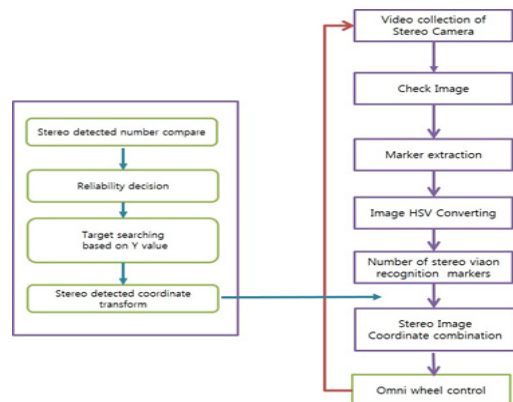 Video collection of
Stereo Camera
Check Image
Marker extraction
Image HSV Converting
Number of stereo viaon
recognition markers
Stereo Image
Coordinate combination
Omni wheel control
Stereo detected number compare
Reliability decision
Target searching
based on Y value
Stereo detected coordinate
transform